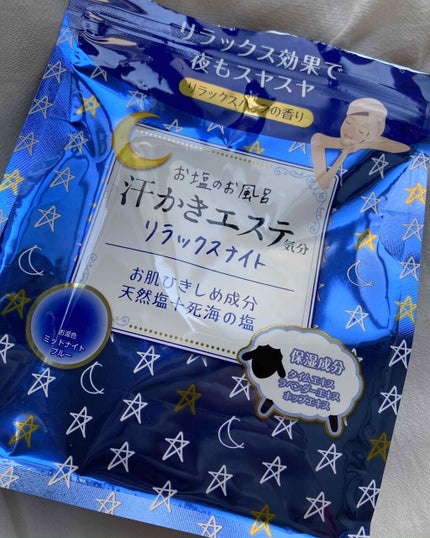 リラックス効果で
夜もスヤスヤ
リラックスハーブの香り
お塩のお風呂
汗かきエステ気分
リラックスナイト
お肌ひきしめ成分
天然塩+死海の塩
お湯色
ミッドナイト
ブルー
保湿成分
タイムエキス
ラベンダーエキス
ホップエキス